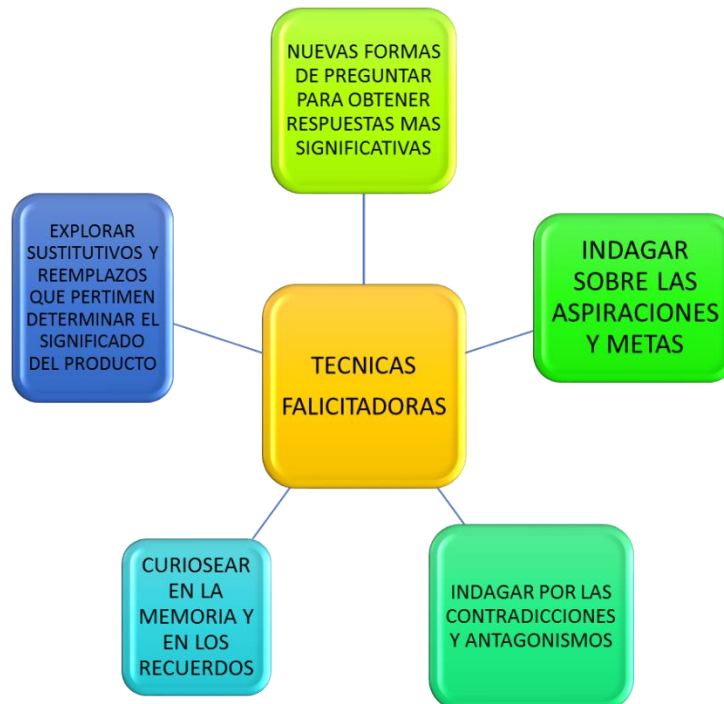 NUEVAS FORMAS
DE PREGUNTAR
PARA OBTENER
RESPUESTAS MAS
SIGNIFICATIVAS
EXPLORAR
SUSTITUTIVOS Y
REEMPLAZOS
QUE PERTIMEN
DETERMINAR EL
SIGNIFICADO
DEL PRODUCTO
INDAGAR
SOBRE LAS
ASPIRACIONES
Y METAS
TECNICAS
FALICITADORAS
CURIOSEAR
EN LA
MEMORIA Y
EN LOS
RECUERDOS
INDAGAR POR LAS
CONTRADICCIONES
Y ANTAGONISMOS